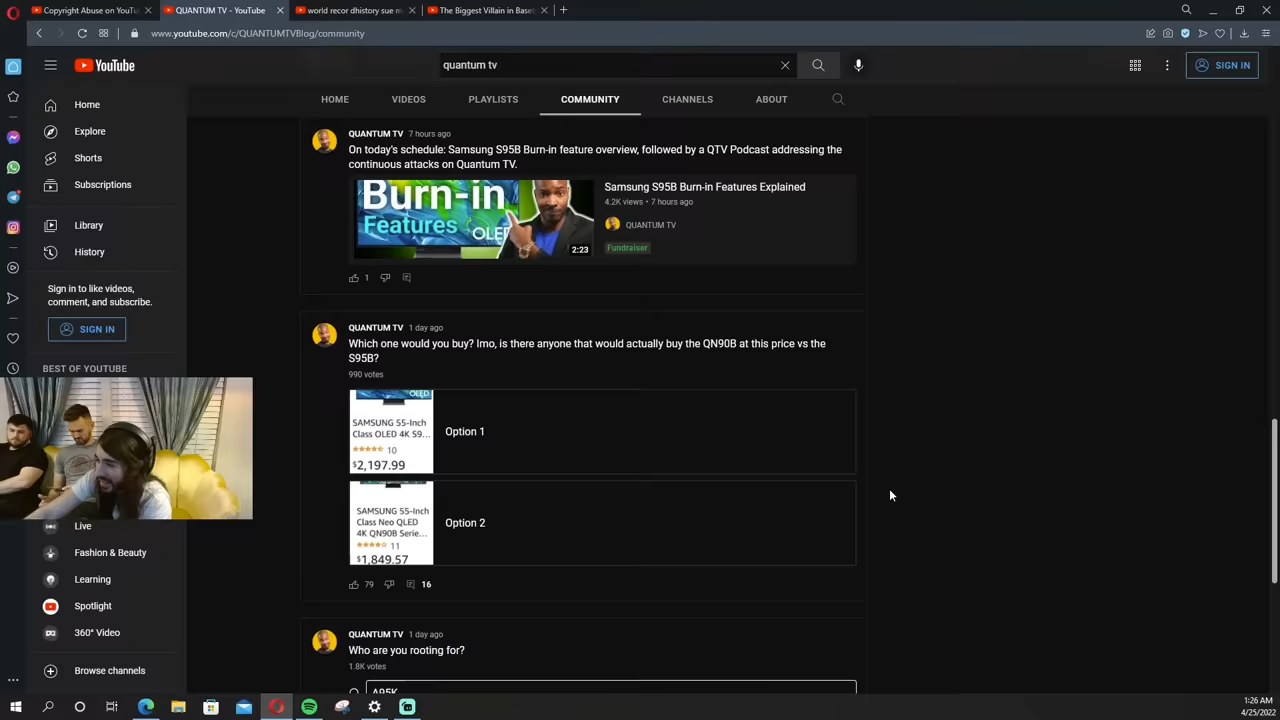 Copyright Abuse on YouTu
QUANTUM TV - YouTube
world recor dhistory sue m
The Biggest Villain in Baset
www.youtube.com/c/QUANTUMTVBlog/community
YouTube
quantum tv
SIGN IN
HOME
VIDEOS
PLAYLISTS
COMMUNITY
CHANNELS
ABOUT
Home
Explore
Shorts
Subscriptions
Library
History
Sign in to like videos,
comment, and subscribe.
SIGN IN
BEST OF YOUTUBE
Live
Fashion & Beauty
Learning
Spotlight
360° Video
Browse channels
QUANTUM TV 7 hours ago
On today's schedule: Samsung S95B Burn-in feature overview, followed by a QTV Podcast addressing the
continuous attacks on Quantum TV.
Burn-in
Features
OLED
2:23
Samsung S95B Burn-in Features Explained
4.2K views • 7 hours ago
QUANTUM TV
Fundraiser
1
QUANTUM TV 1 day ago
Which one would you buy? Imo, is there anyone that would actually buy the QN90B at this price vs the
S95B?
990 votes
OLED
SAMSUNG 55-Inch
Class OLED 4K S9...
10
$2,197.99
Option 1
SAMSUNG 55-Inch
Class Neo QLED
4K QN90B Serie...
11
$1,849.57
Option 2
79
16
QUANTUM TV 1 day ago
Who are you rooting for?
1.8K votes
A95K
1:26 AM
4/25/2022